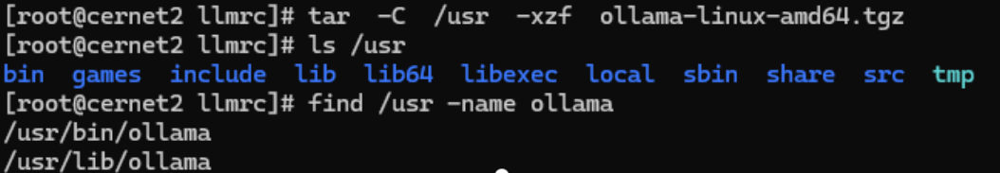 [root@cernet2 llmrc]# tar  -C  /usr  -xzf  ollama-linux-amd64.tgz
[root@cernet2 llmrc]# ls /usr
bin  games  include  lib  lib64  libexec  local  sbin  share  src  tmp
[root@cernet2 llmrc]# find /usr -name ollama
/usr/bin/ollama
/usr/lib/ollama